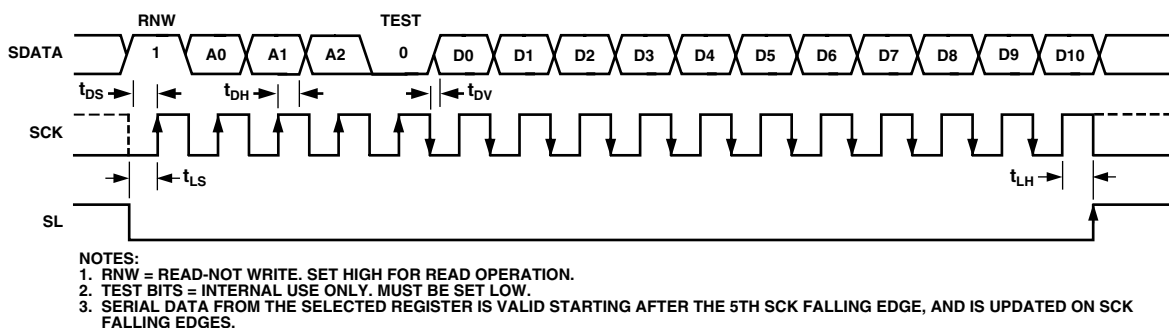 RNW TEST
SDATA 1 A0 A1 A2 0 D0 D1 D2 D3 D4 D5 D6 D7 D8 D9 D10
tDS tDH tDV
SCK
tLS tLH
SL
NOTES:
1. RNW = READ-NOT WRITE. SET HIGH FOR READ OPERATION.
2. TEST BITS = INTERNAL USE ONLY. MUST BE SET LOW.
3. SERIAL DATA FROM THE SELECTED REGISTER IS VALID STARTING AFTER THE 5TH SCK FALLING EDGE, AND IS UPDATED ON SCK
FALLING EDGES.